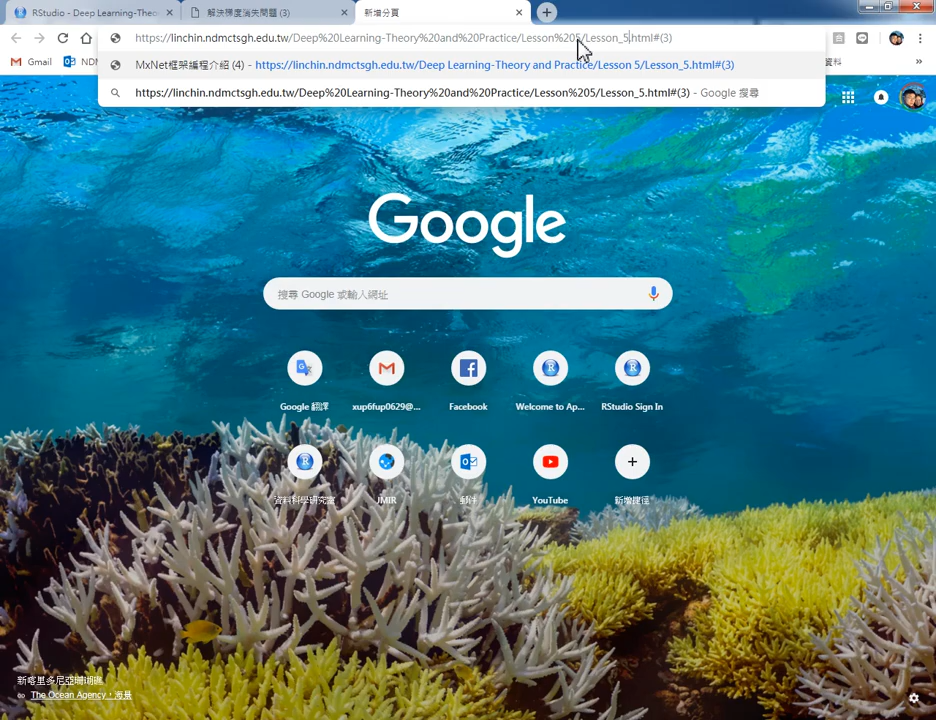 RStudio - Deep Learning-Theo
解決梯度消失問題 (3)
新增分頁
https://linchin.ndmctsgh.edu.tw/Deep%20Learning-Theory%20and%20Practice/Lesson%205/Lesson_5.html#(3)
Gmail
NDM
MxNet框架編程介紹 (4) - https://linchin.ndmctsgh.edu.tw/Deep Learning-Theory and Practice/Lesson 5/Lesson_5.html#(3)
資料
»
https://linchin.ndmctsgh.edu.tw/Deep%20Learning-Theory%20and%20Practice/Lesson%205/Lesson_5.html#(3) - Google 搜尋
Google
搜尋 Google 或輸入網址
Google 翻譯
xup6fup0629@...
Facebook
Welcome to Ap...
RStudio Sign In
資料科學研究室
JMIR
郵件
YouTube
新增捷徑
新喀里多尼亞珊瑚礁
The Ocean Agency，海景